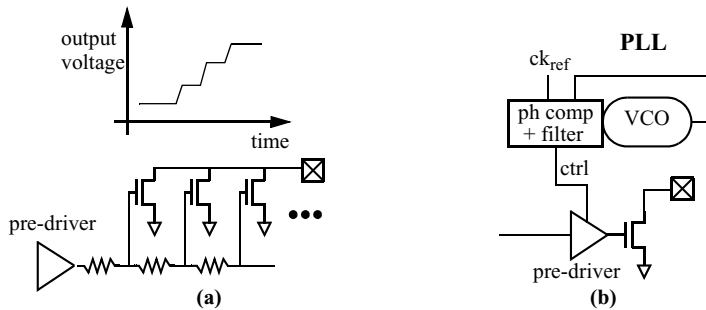 output
voltage
time
pre-driver
(a)
PLL
ck_ref
ph comp
+ filter
VCO
ctrl
pre-driver
(b)